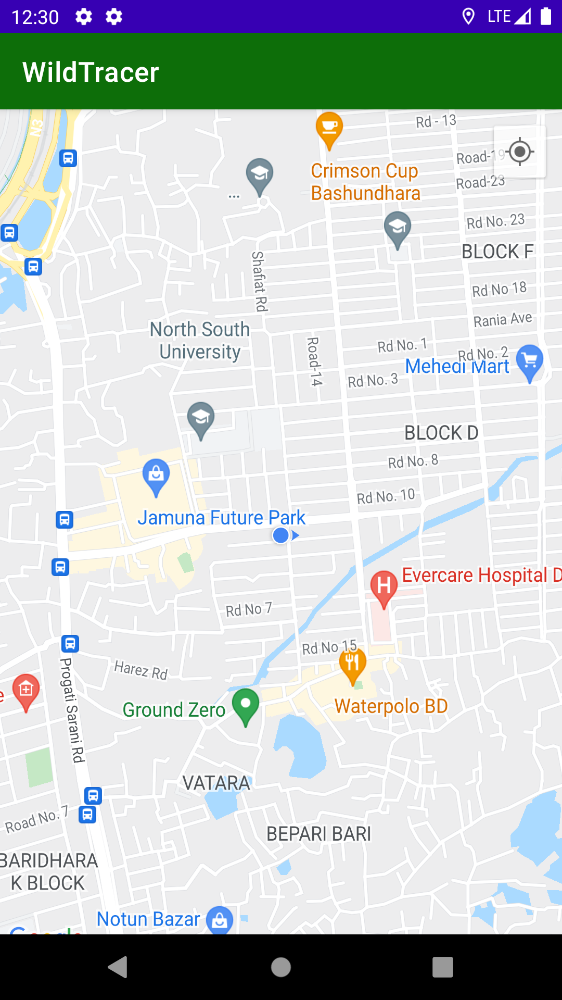 12:30
LTE
WildTracer
N3
Rd - 13
Crimson Cup
Bashundhara
Road-19
Road-23
...
Rd No. 23
BLOCK F
Shafiat Rd
Rd No 18
Rania Ave
North South
University
Road-14
Rd No. 1
Rd No. 2
Mehedi Mart
Rd No. 3
BLOCK D
Rd No. 8
Rd No. 10
Jamuna Future Park
Evercare Hospital D
H
Rd No 7
Rd No 15
Harez Rd
Progati Sarani Rd
e
Ground Zero
Waterpolo BD
VATARA
Road No. 7
BEPARI BARI
BARIDHARA
K BLOCK
Notun Bazar
Google